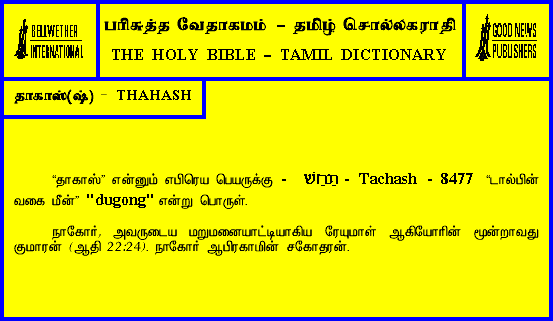 BELLWETHER
INTERNATIONAL
பரிசுத்த வேதாகமம் – தமிழ் சொல்லகராதி
THE HOLY BIBLE – TAMIL DICTIONARY
GOOD NEWS
PUBLISHERS
தாகாஸ்(ஷ்) – THAHASH
“தாகாஸ்” என்னும் எபிரெய பெயருக்கு - תַּחַשׁ - Tachash - 8477 “டால்பின்
வகை மீன்” "dugong" என்று பொருள்.
நாகோர், அவருடைய மறுமனையாட்டியாகிய ரேயுமாள் ஆகியோரின் மூன்றாவது
குமாரன் (ஆதி 22:24). நாகோர் ஆபிரகாமின் சகோதரன்.